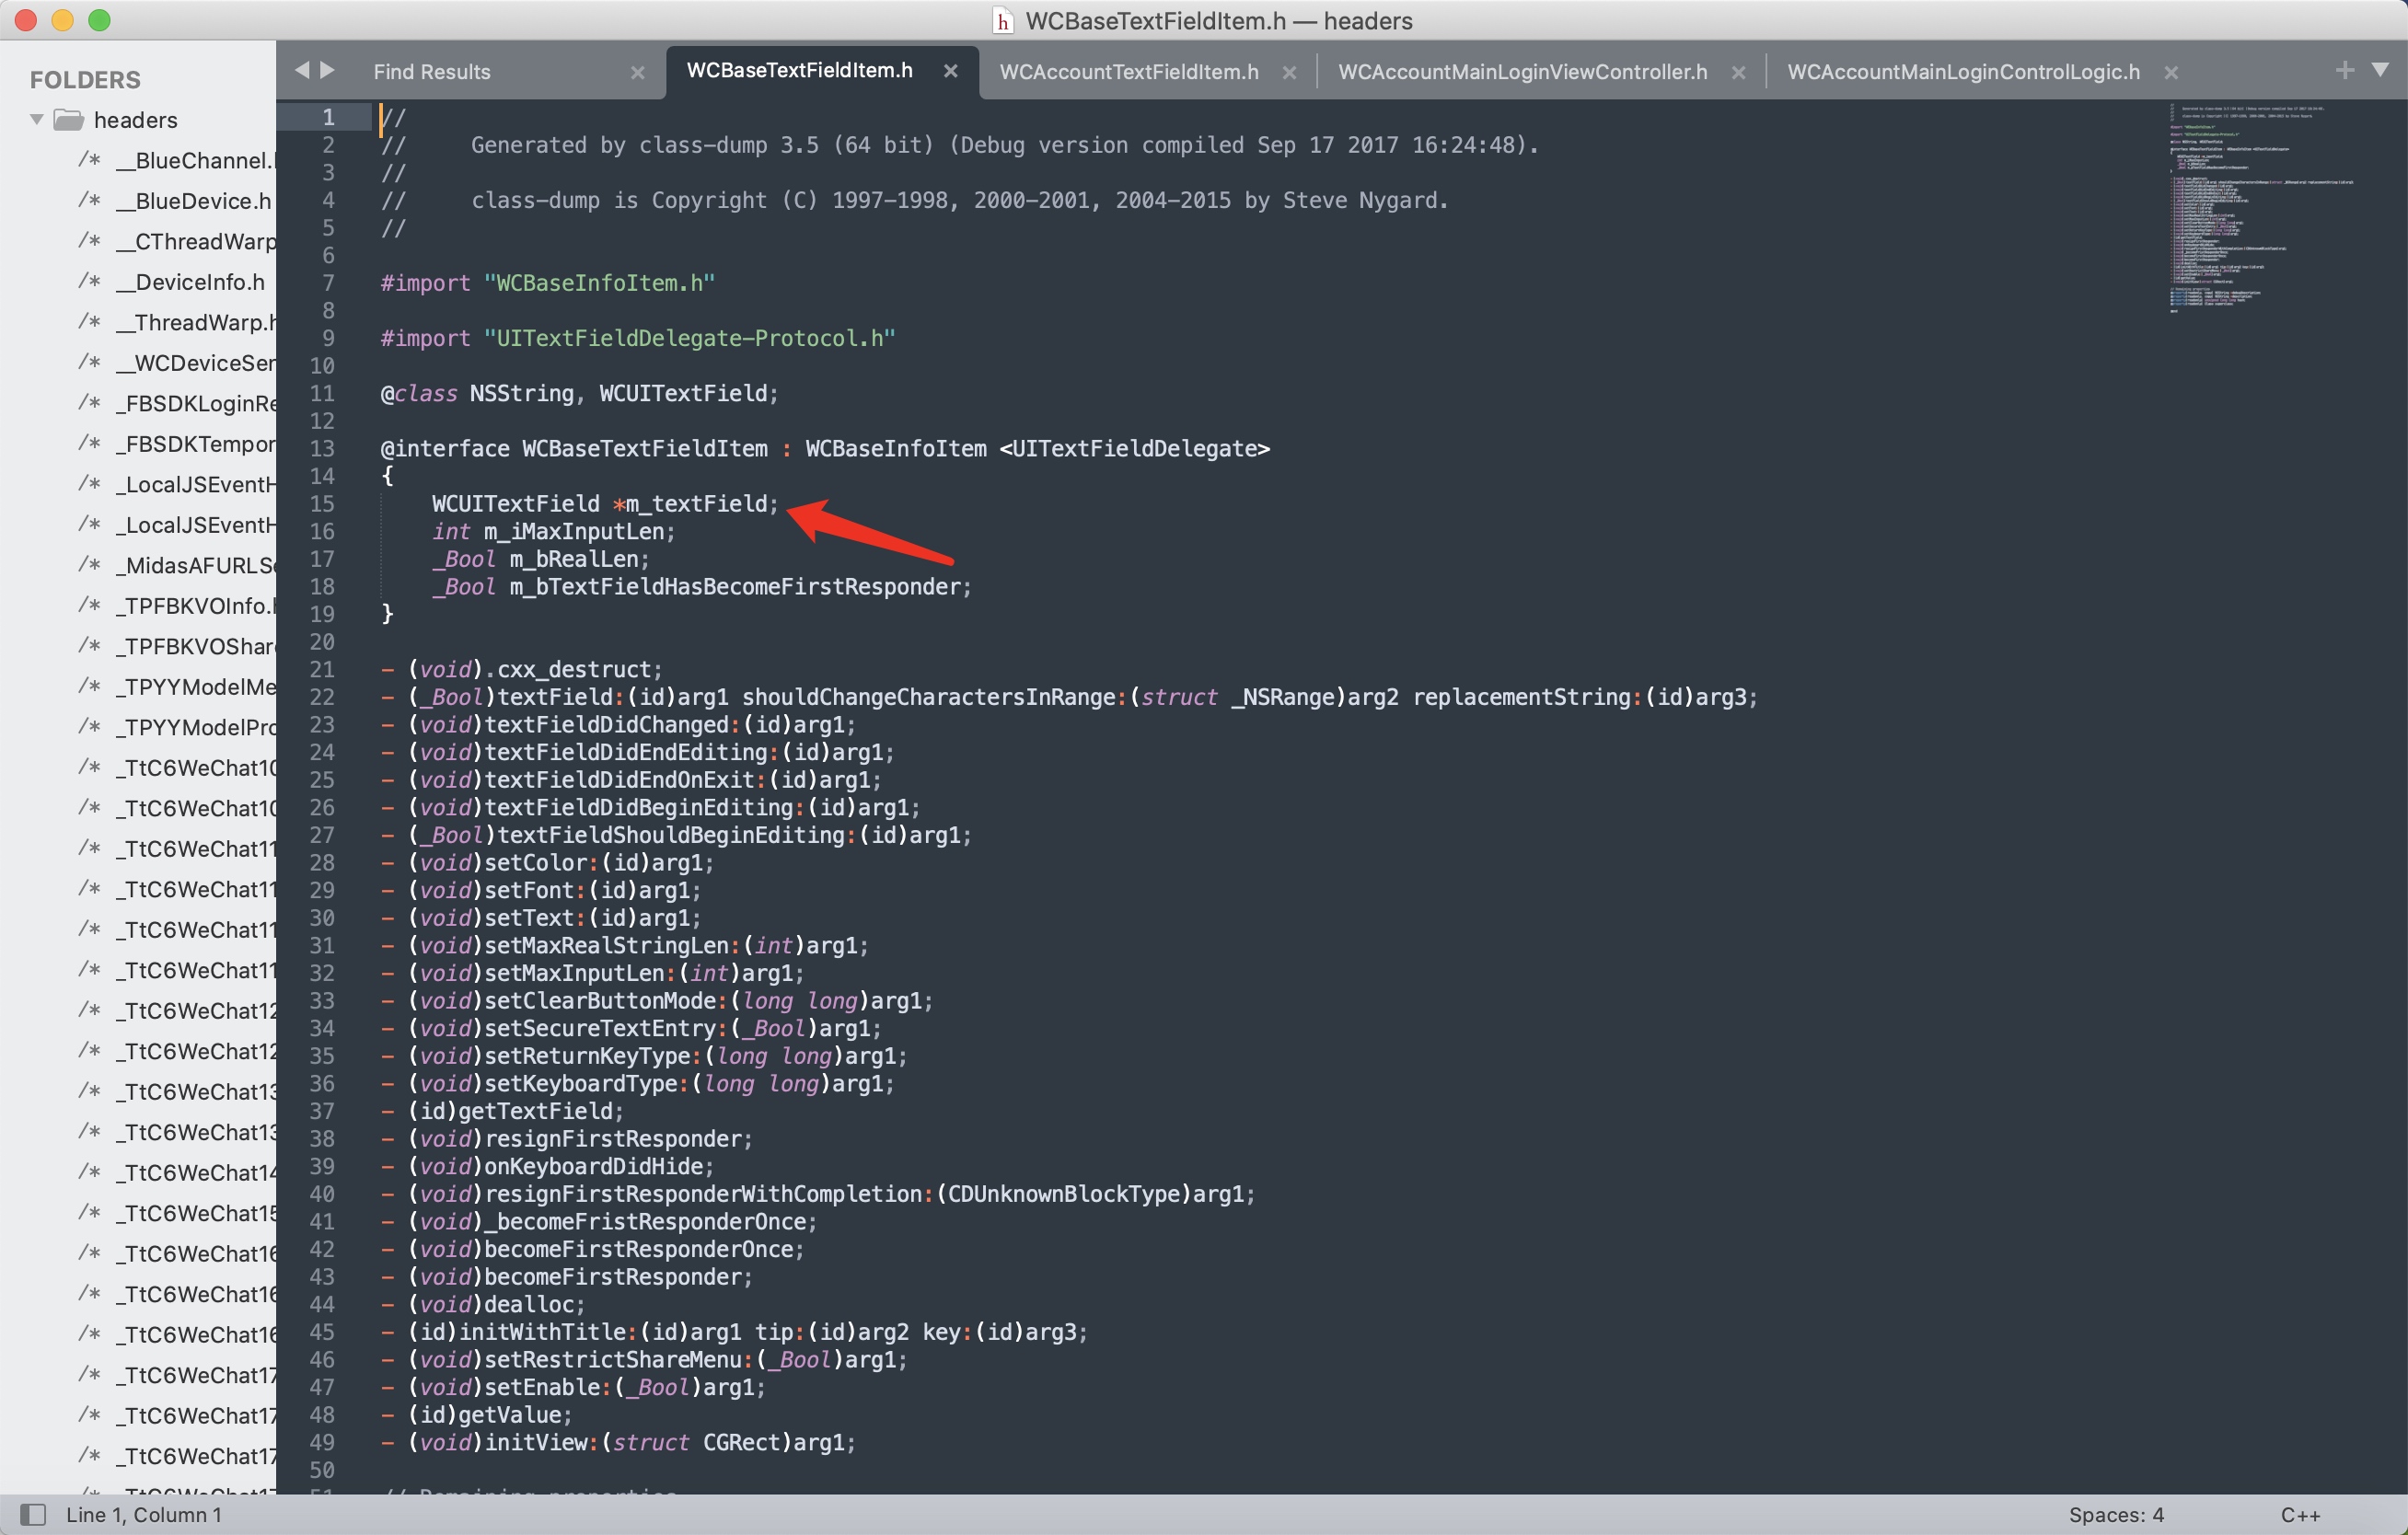 WCBaseTextFieldItem.h — headers
FOLDERS
headers
/* __BlueChannel.
/* __BlueDevice.h
/* __CThreadWarp
/* __DeviceInfo.h
/* __ThreadWarp.h
/* __WCDeviceSer
/* _FBSDKLoginRe
/* _FBSDKTempor
/* _LocalJSEventH
/* _LocalJSEventH
/* _MidasAFURLSe
/* _TPFBKVOInfo.h
/* _TPFBKVOShare
/* _TPYYModelMe
/* _TPYYModelPro
/* _TtC6WeChat10
/* _TtC6WeChat10
/* _TtC6WeChat11
/* _TtC6WeChat11
/* _TtC6WeChat11
/* _TtC6WeChat11
/* _TtC6WeChat12
/* _TtC6WeChat12
/* _TtC6WeChat13
/* _TtC6WeChat13
/* _TtC6WeChat14
/* _TtC6WeChat15
/* _TtC6WeChat16
/* _TtC6WeChat16
/* _TtC6WeChat16
/* _TtC6WeChat17
/* _TtC6WeChat17
/* _TtC6WeChat17
Find Results
WCBaseTextFieldItem.h
WCAccountTextFieldItem.h
WCAccountMainLoginViewController.h
WCAccountMainLoginControlLogic.h
1 //
2 //     Generated by class-dump 3.5 (64 bit) (Debug version compiled Sep 17 2017 16:24:48).
3 //
4 //     class-dump is Copyright (C) 1997-1998, 2000-2001, 2004-2015 by Steve Nygard.
5 //
6
7 #import "WCBaseInfoItem.h"
8
9 #import "UITextFieldDelegate-Protocol.h"
10
11 @class NSString, WCUITextField;
12
13 @interface WCBaseTextFieldItem : WCBaseInfoItem <UITextFieldDelegate>
14 {
15     WCUITextField *m_textField;
16     int m_iMaxInputLen;
17     _Bool m_bRealLen;
18     _Bool m_bTextFieldHasBecomeFirstResponder;
19 }
20
21 - (void).cxx_destruct;
22 - (_Bool)textField:(id)arg1 shouldChangeCharactersInRange:(struct _NSRange)arg2 replacementString:(id)arg3;
23 - (void)textFieldDidChanged:(id)arg1;
24 - (void)textFieldDidEndEditing:(id)arg1;
25 - (void)textFieldDidEndOnExit:(id)arg1;
26 - (void)textFieldDidBeginEditing:(id)arg1;
27 - (_Bool)textFieldShouldBeginEditing:(id)arg1;
28 - (void)setColor:(id)arg1;
29 - (void)setFont:(id)arg1;
30 - (void)setText:(id)arg1;
31 - (void)setMaxRealStringLen:(int)arg1;
32 - (void)setMaxInputLen:(int)arg1;
33 - (void)setClearButtonMode:(long long)arg1;
34 - (void)setSecureTextEntry:(_Bool)arg1;
35 - (void)setReturnKeyType:(long long)arg1;
36 - (void)setKeyboardType:(long long)arg1;
37 - (id)getTextField;
38 - (void)resignFirstResponder;
39 - (void)onKeyboardDidHide;
40 - (void)resignFirstResponderWithCompletion:(CDUnknownBlockType)arg1;
41 - (void)_becomeFristResponderOnce;
42 - (void)becomeFirstResponderOnce;
43 - (void)becomeFirstResponder;
44 - (void)dealloc;
45 - (id)initWithTitle:(id)arg1 tip:(id)arg2 key:(id)arg3;
46 - (void)setRestrictShareMenu:(_Bool)arg1;
47 - (void)setEnable:(_Bool)arg1;
48 - (id)getValue;
49 - (void)initView:(struct CGRect)arg1;
50
Line 1, Column 1
Spaces: 4
C++